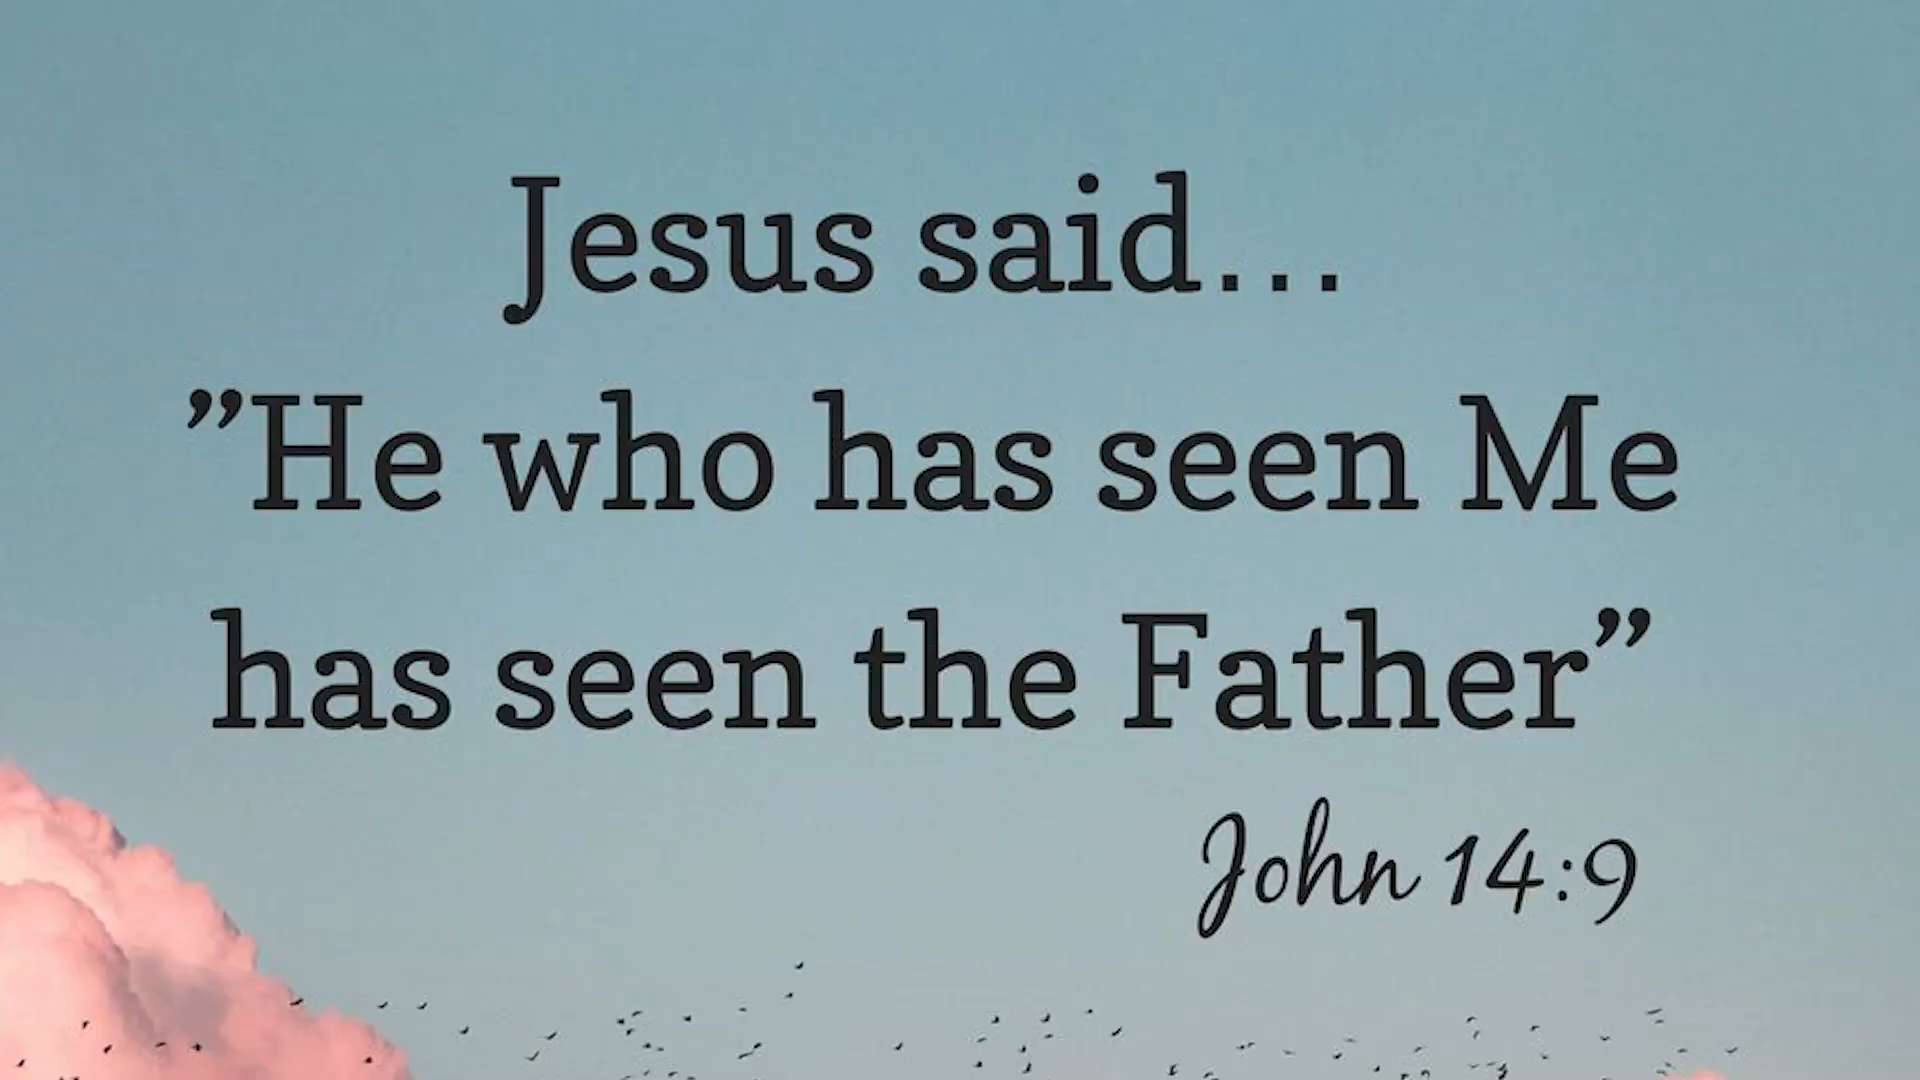 Jesus said...
”He who has seen Me
has seen the Father”
John 14:9